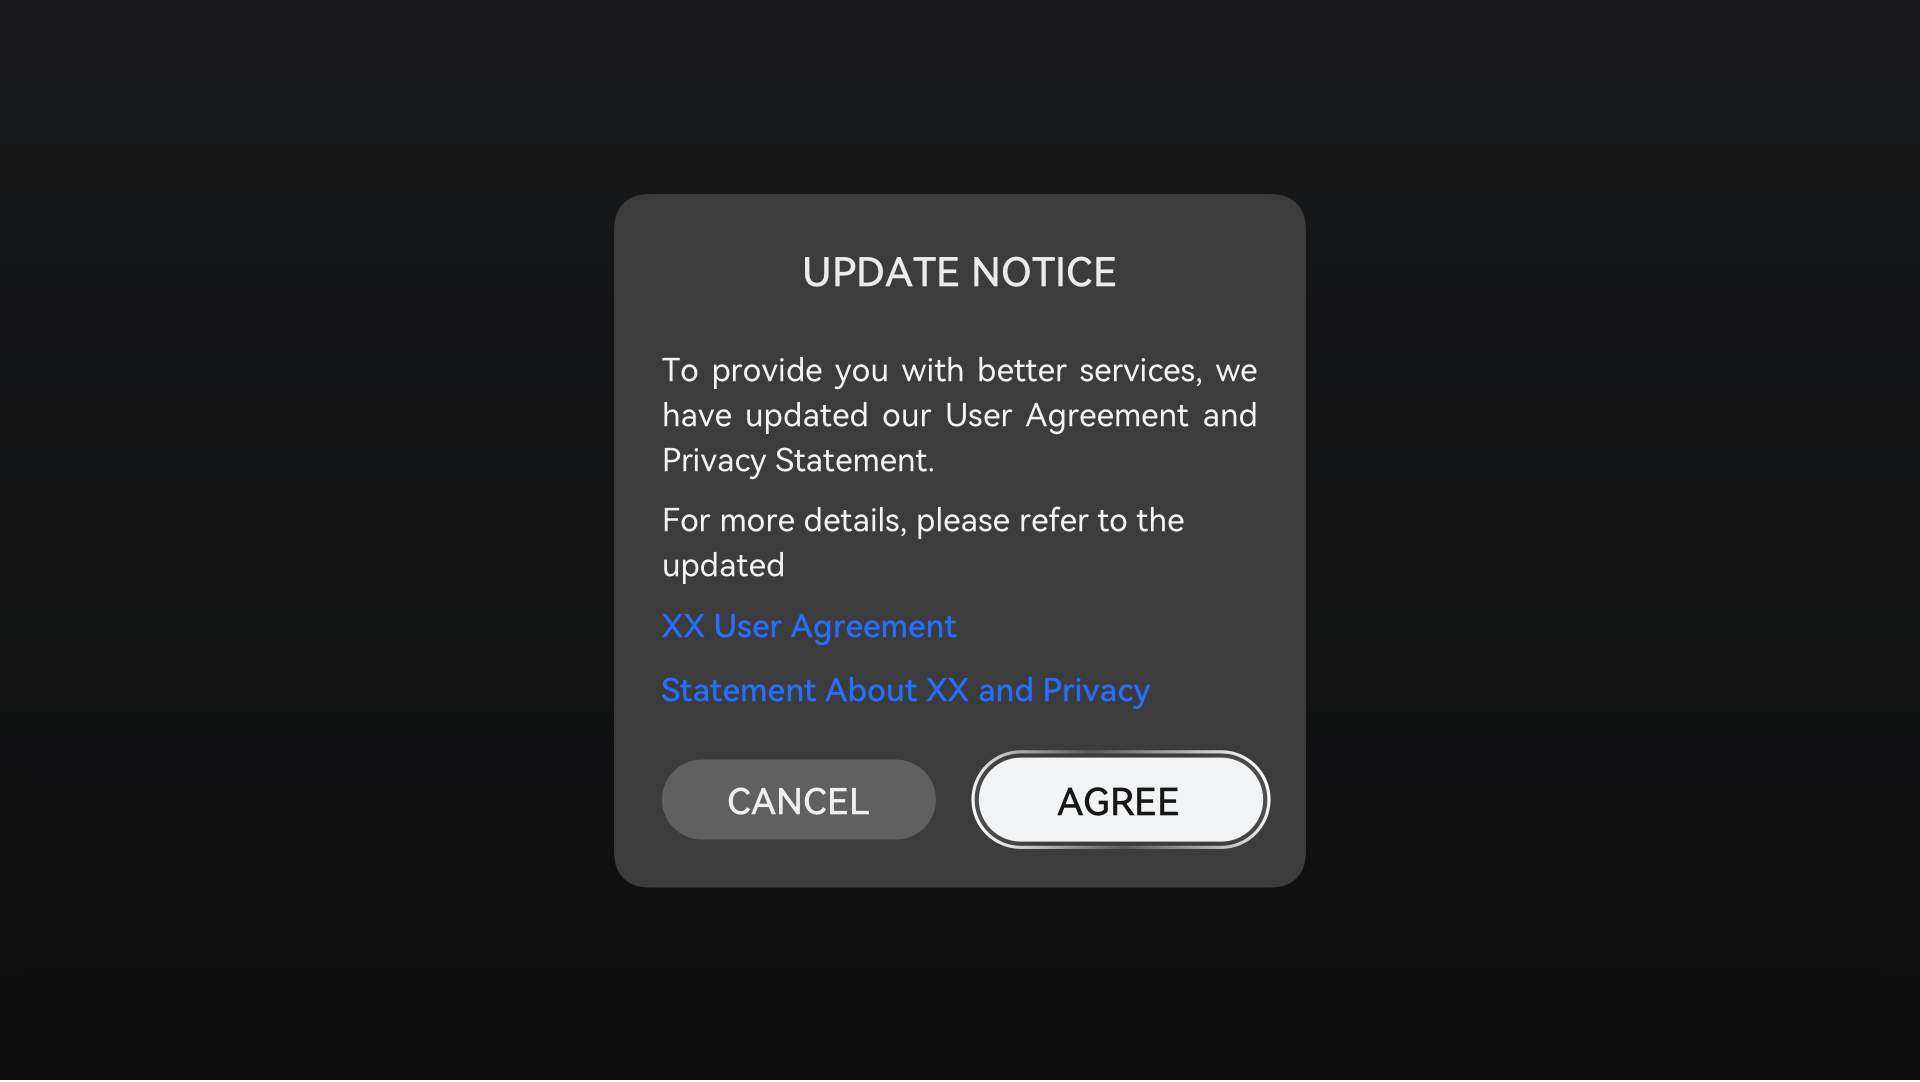 UPDATE NOTICE
To provide you with better services, we
have updated our User Agreement and
Privacy Statement.
For more details, please refer to the
updated
XX User Agreement
Statement About XX and Privacy
CANCEL
AGREE